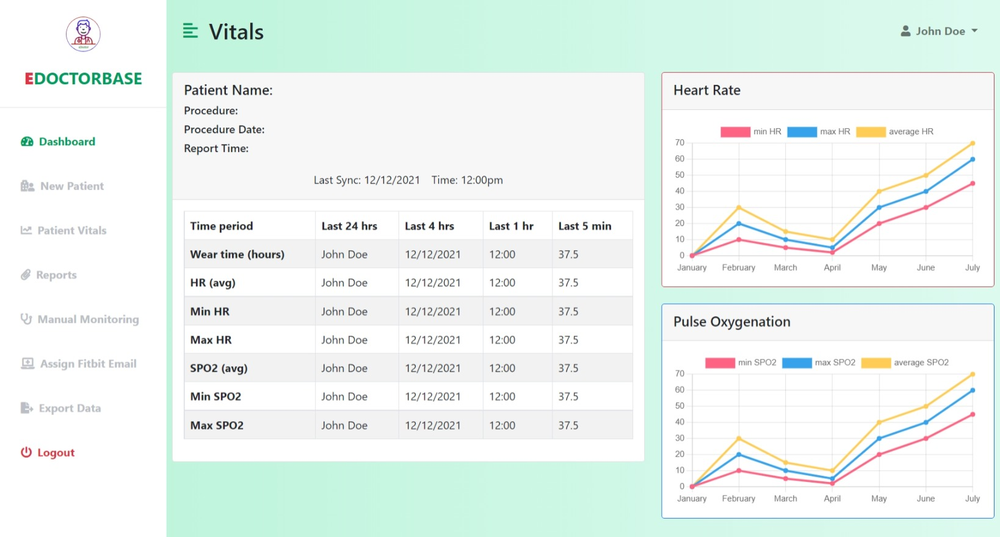 EDOCTORBASE
Dashboard
New Patient
Patient Vitals
Reports
Manual Monitoring
Assign Fitbit Email
Export Data
Logout
Vitals
John Doe
Patient Name:
Procedure:
Procedure Date:
Report Time:
Last Sync: 12/12/2021 Time: 12:00pm
Time period Last 24 hrs Last 4 hrs Last 1 hr Last 5 min
Wear time (hours) John Doe 12/12/2021 12:00 37.5
HR (avg) John Doe 12/12/2021 12:00 37.5
Min HR John Doe 12/12/2021 12:00 37.5
Max HR John Doe 12/12/2021 12:00 37.5
SPO2 (avg) John Doe 12/12/2021 12:00 37.5
Min SPO2 John Doe 12/12/2021 12:00 37.5
Max SPO2 John Doe 12/12/2021 12:00 37.5
Heart Rate
min HR max HR average HR
70
60
50
40
30
20
10
0
January February March April May June July
Pulse Oxygenation
min SPO2 max SPO2 average SPO2
70
60
50
40
30
20
10
0
January February March April May June July